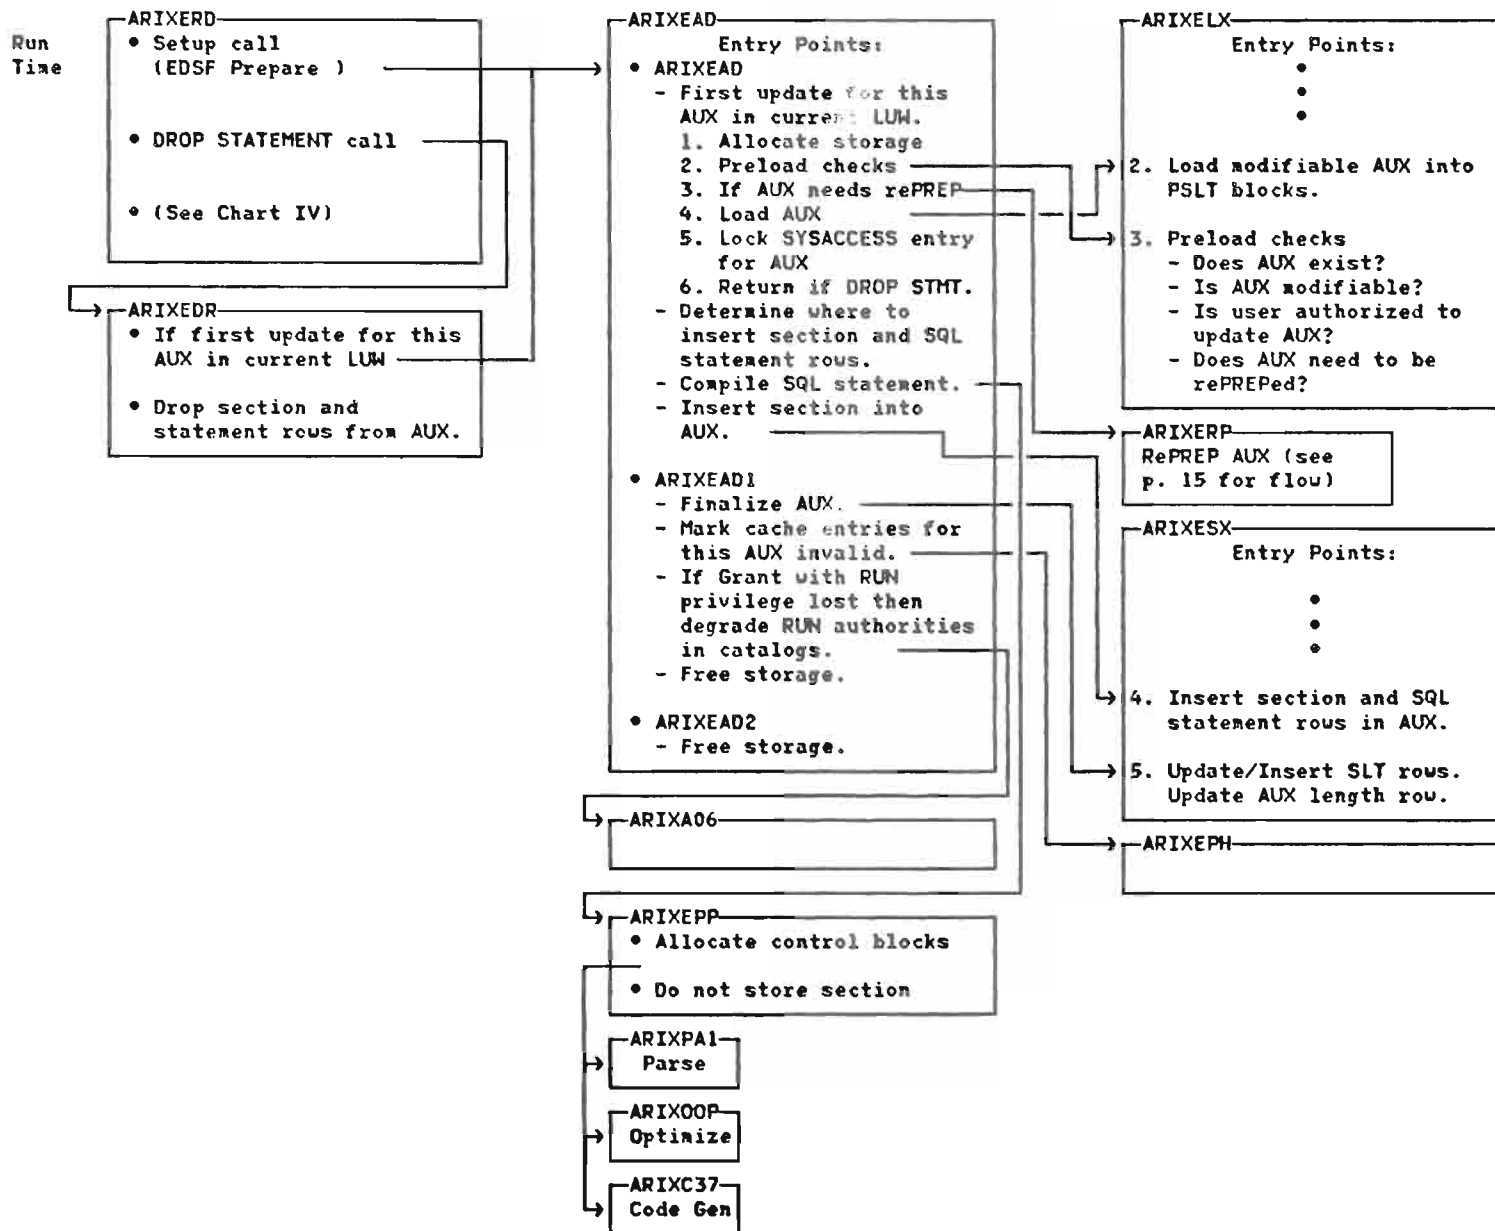 Run
Time
ARIXERD
• Setup call
(EDSF Prepare )
• DROP STATEMENT call
• (See Chart IV)
ARIXEDR
• If first update for this
AUX in current LUW
• Drop section and
statement rows from AUX.
ARIXEAD
Entry Points:
• ARIXEAD
- First update for this
AUX in current LUW.
1. Allocate storage
2. Preload checks
3. If AUX needs rePREP
4. Load AUX
5. Lock SYSACCESS entry
for AUX
6. Return if DROP STMT.
- Determine where to
insert section and SQL
statement rows.
- Compile SQL statement.
- Insert section into
AUX.
• ARIXEAD1
- Finalize AUX.
- Mark cache entries for
this AUX invalid.
- If Grant with RUN
privilege lost then
degrade RUN authorities
in catalogs.
- Free storage.
• ARIXEAD2
- Free storage.
ARIXA06
ARIXEPP
• Allocate control blocks
• Do not store section
ARIXPA1
Parse
ARIXOOP
Optimize
ARIXC37
Code Gen
ARIXELX
Entry Points:
•
•
•
2. Load modifiable AUX into
PSLT blocks.
3. Preload checks
- Does AUX exist?
- Is AUX modifiable?
- Is user authorized to
update AUX?
- Does AUX need to be
rePREPed?
ARIXERP
RePREP AUX (see
p. 15 for flow)
ARIXESX
Entry Points:
•
•
•
4. Insert section and SQL
statement rows in AUX.
5. Update/Insert SLT rows.
Update AUX length row.
ARIXEPH